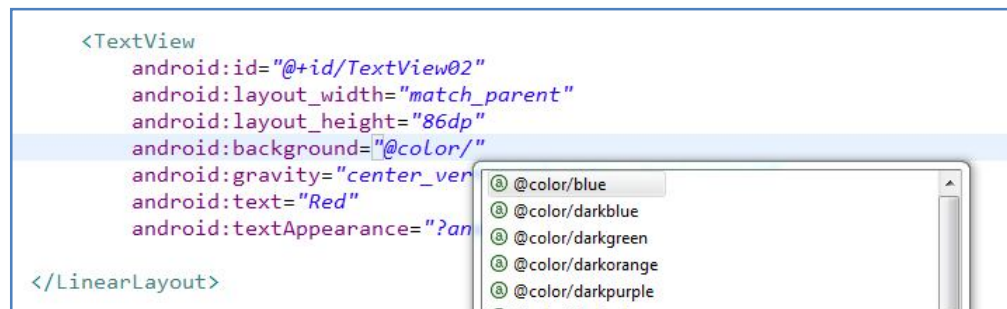 <TextView
android:id="@+id/TextView02"
android:layout_width="match_parent"
android:layout_height="86dp"
android:background="@color/"
android:gravity="center_ver
android:text="Red"
android:textAppearance="?an
</LinearLayout>
@color/blue
@color/darkblue
@color/darkgreen
@color/darkorange
@color/darkpurple